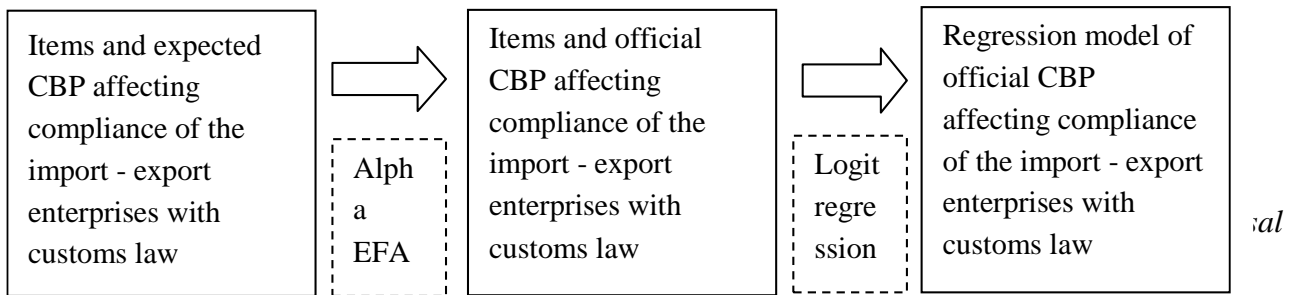 Items and expected
CBP affecting
compliance of the
import - export
enterprises with
customs law
Alph
a
EFA
Items and official
CBP affecting
compliance of the
import - export
enterprises with
customs law
Logit
regre
ssion
Regression model of
official CBP
affecting compliance
of the import - export
enterprises with
customs law